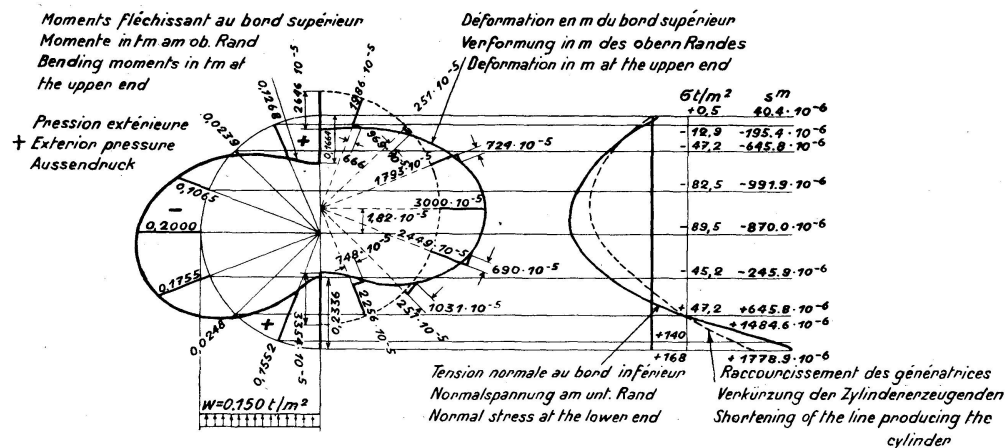 Moments fléchissant au bord supérieur
Momente in tm am ob. Rand
Bending moments in tm at
the upper end
Déformation en m du bord supérieur
Verformung in m des obern Randes
Deformation in m at the upper end
Pression extérieure
+ Exterior pressure
Aussendruck
0,0239
0,1268
2646 10⁻⁵
+
0,1664
666
1986·10⁻⁵
251·10⁻⁵
969·10⁻⁵
1793·10⁻⁵
724·10⁻⁵
3000·10⁻⁵
1,82·10⁻⁵
2449·10⁻⁵
690·10⁻⁵
748·10⁻⁵
1031·10⁻⁵
251·10⁻⁵
2256·10⁻⁵
0,2336
3354·10⁻⁵
0,1065
−
0,2000
0,1755
0,0248
+
0,1552
w=0.150 t/m²
σ t/m² s m
+0,5 40.4·10⁻⁶
-12,9 -195.4·10⁻⁶
-47,2 -645.8·10⁻⁶
-82,5 -991.9·10⁻⁶
-89,5 -870.0·10⁻⁶
-45,2 -245.9·10⁻⁶
+47,2 +645.8·10⁻⁶
+140 +1484.6·10⁻⁶
+168 +1778.9·10⁻⁶
Tension normale au bord inférieur
Normalspannung am unt. Rand
Normal stress at the lower end
Raccourcissement des génératrices
Verkürzung der Zylindererzeugenden
Shortening of the line producing the
cylinder